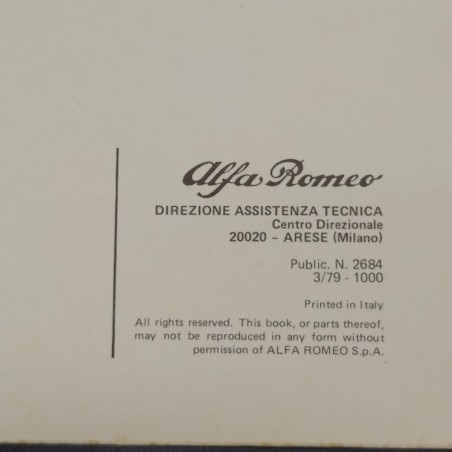 Alfa Romeo
DIREZIONE ASSISTENZA TECNICA
Centro Direzionale
20020 - ARESE (Milano)
Public. N. 2684
3/79 - 1000
Printed in Italy
All rights reserved. This book, or parts thereof,
may not be reproduced in any form without
permission of ALFA ROMEO S.p.A.